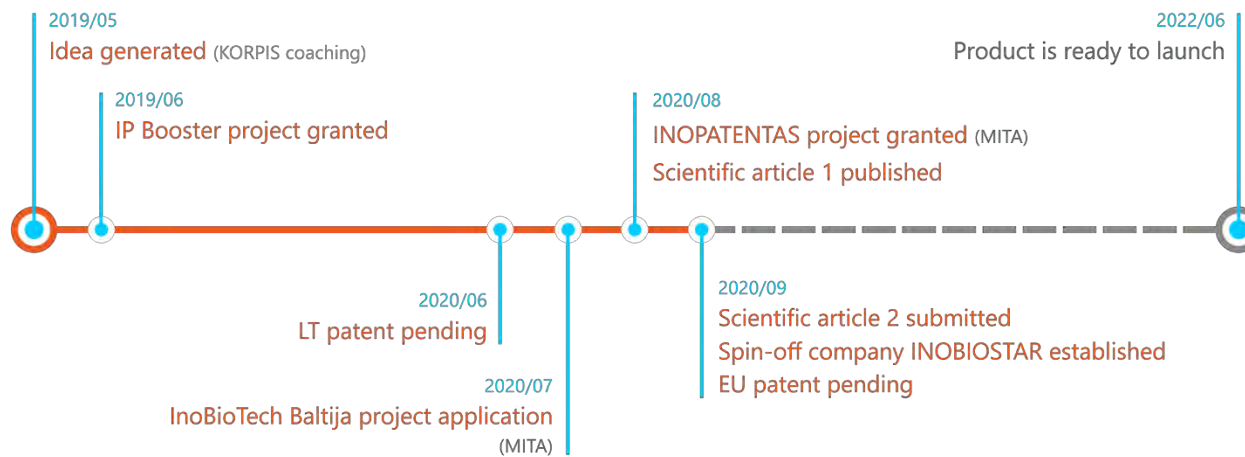 2019/05
Idea generated (KORPIS coaching)
2019/06
IP Booster project granted
2020/06
LT patent pending
2020/07
InoBioTech Baltija project application
(MITA)
2020/08
INOPATENTAS project granted (MITA)
Scientific article 1 published
2020/09
Scientific article 2 submitted
Spin-off company INOBIOSTAR established
EU patent pending
2022/06
Product is ready to launch